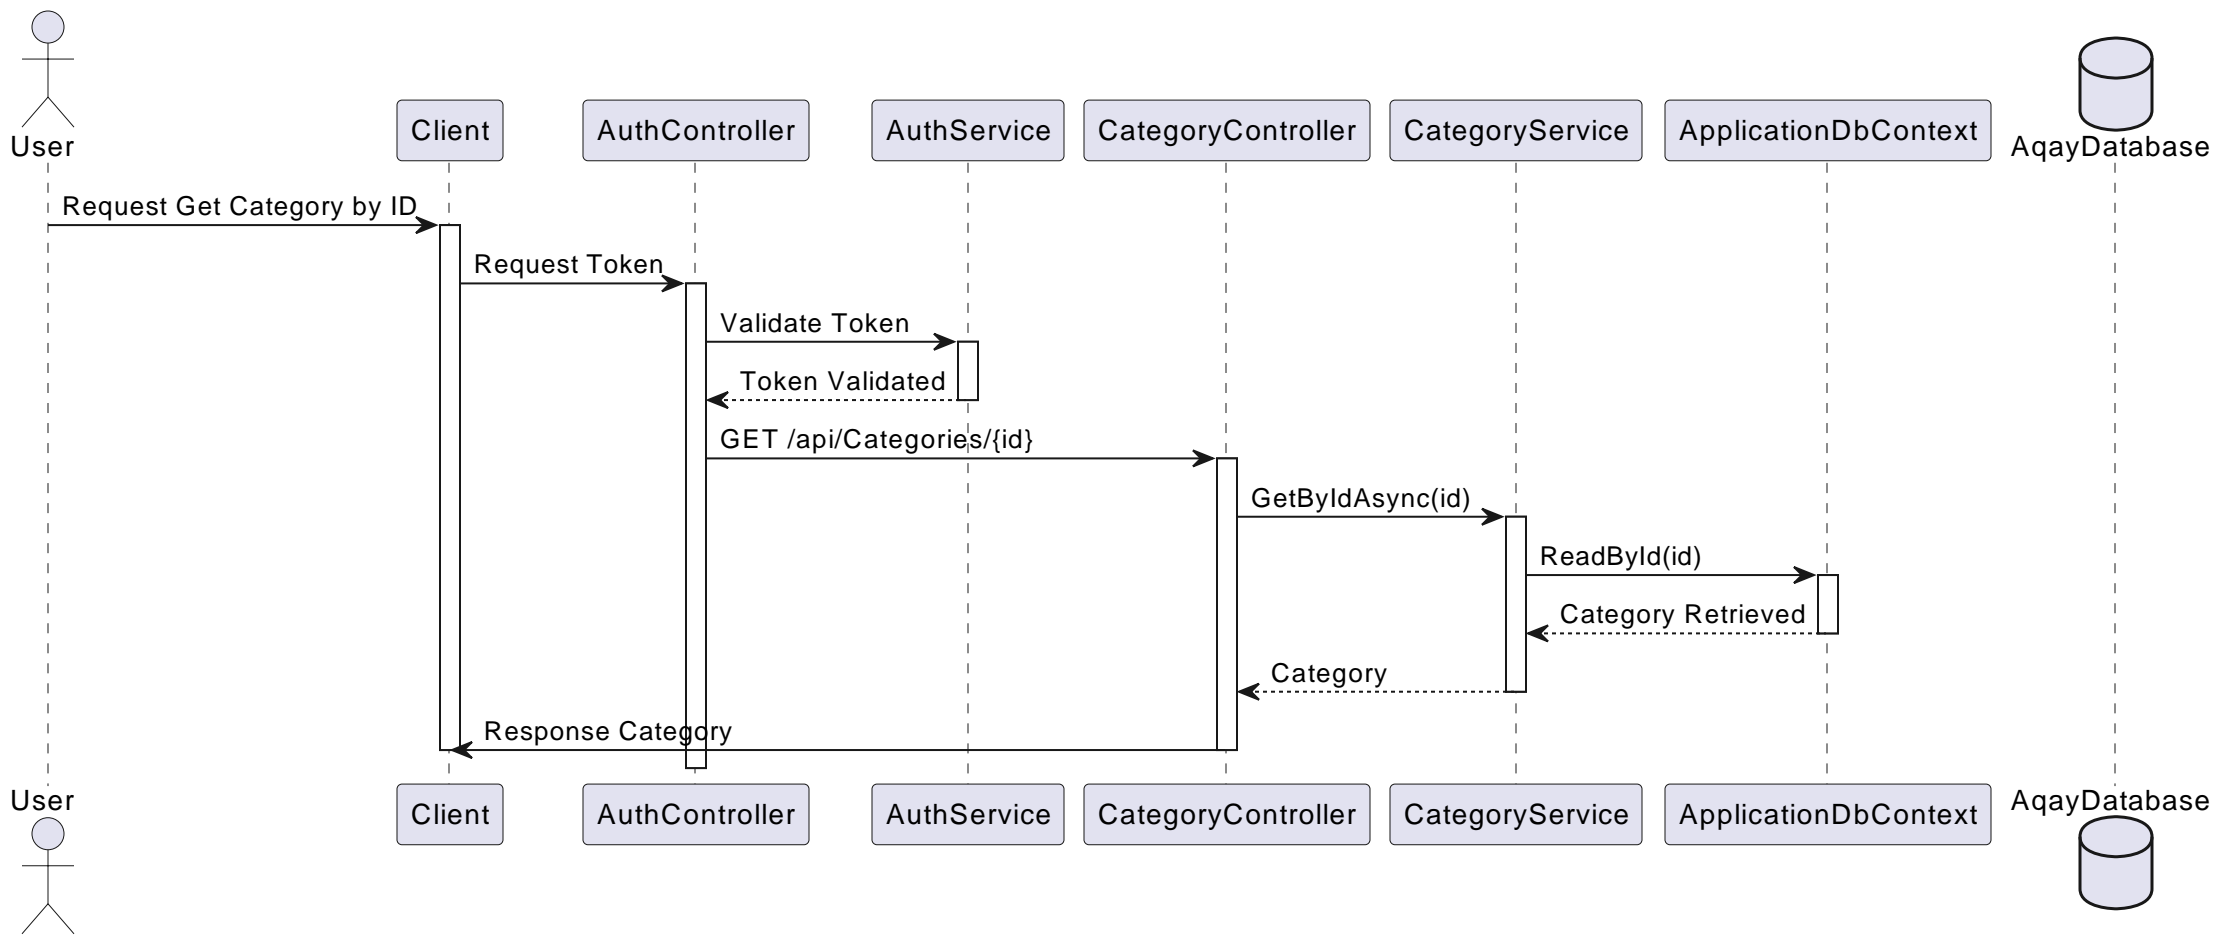 User
Client
AuthController
AuthService
CategoryController
CategoryService
ApplicationDbContext
AqayDatabase
Request Get Category by ID
Request Token
Validate Token
Token Validated
GET /api/Categories/{id}
GetByIdAsync(id)
ReadById(id)
Category Retrieved
Category
Response Category
User
Client
AuthController
AuthService
CategoryController
CategoryService
ApplicationDbContext
AqayDatabase